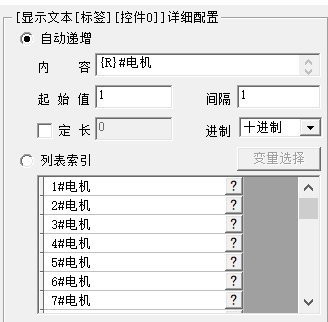 [显示文本[标签][控件0]]详细配置
自动递增
内 容 {R}#电机
起 始 值 1 间隔 1
定 长 0 进制 十进制
列表索引 变量选择
1#电机 ?
2#电机 ?
3#电机 ?
4#电机 ?
5#电机 ?
6#电机 ?
7#电机 ?